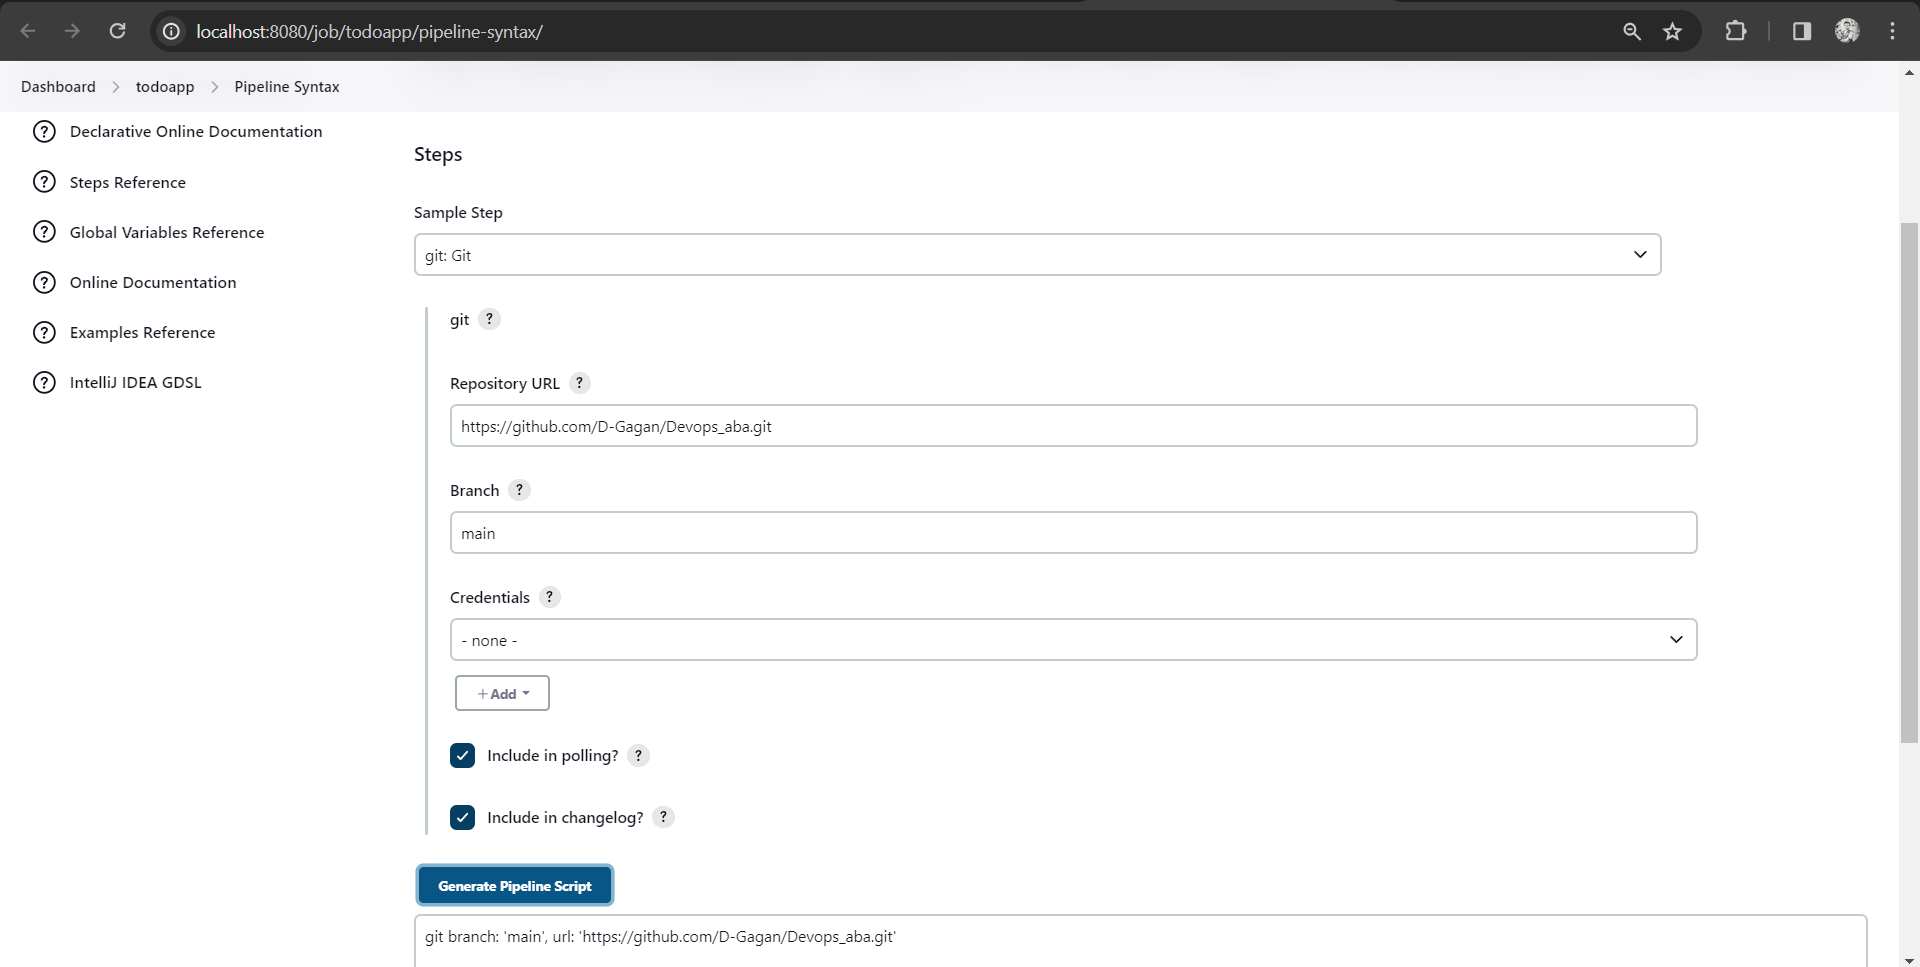 localhost:8080/job/todoapp/pipeline-syntax/
Dashboard > todoapp > Pipeline Syntax
Declarative Online Documentation
Steps Reference
Global Variables Reference
Online Documentation
Examples Reference
IntelliJ IDEA GDSL
Steps
Sample Step
git: Git
git ?
Repository URL ?
https://github.com/D-Gagan/Devops_aba.git
Branch ?
main
Credentials ?
- none -
+ Add
Include in polling? ?
Include in changelog? ?
Generate Pipeline Script
git branch: 'main', url: 'https://github.com/D-Gagan/Devops_aba.git'